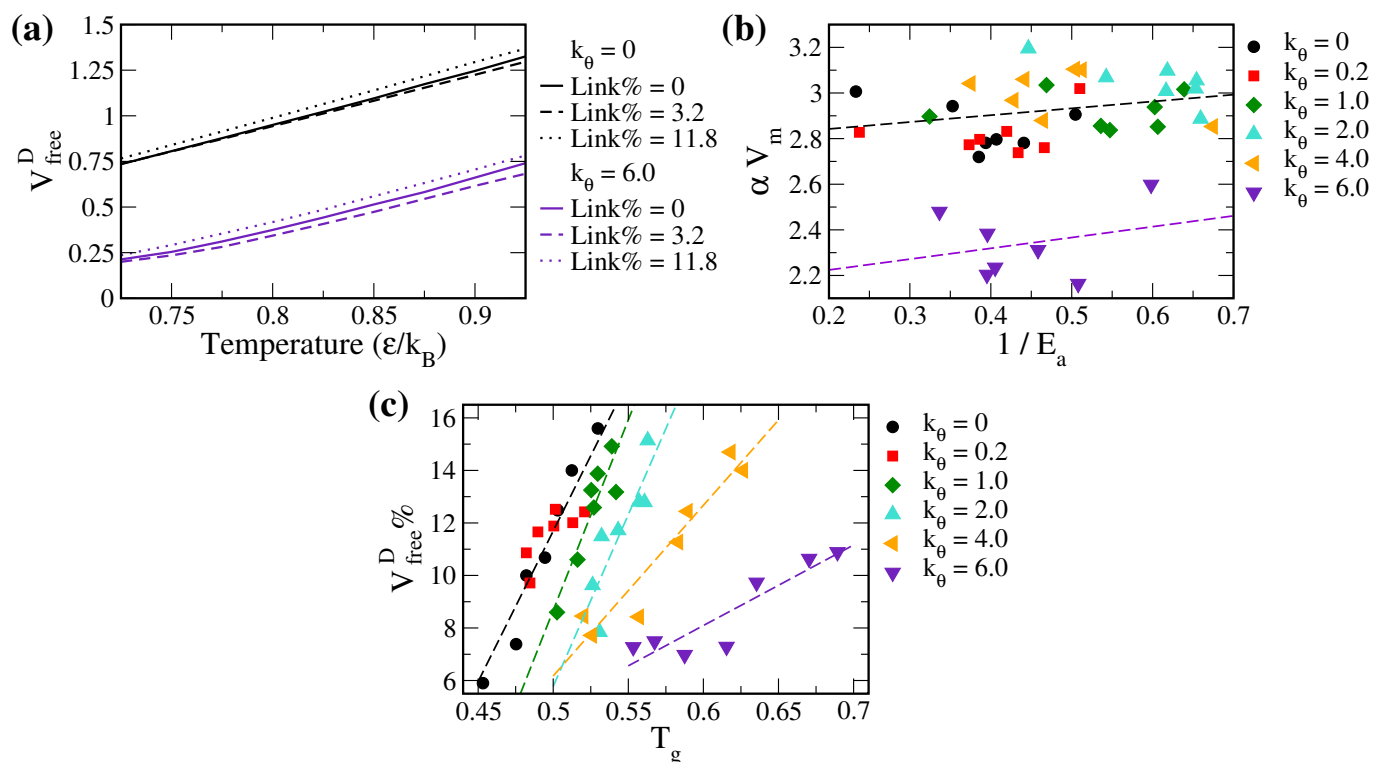 (a)
1.5
1.25
1
0.75
0.5
0.25
0
V^D_free
0.75 0.8 0.85 0.9
Temperature (ε/k_B)
k_θ = 0
Link% = 0
Link% = 3.2
Link% = 11.8
k_θ = 6.0
Link% = 0
Link% = 3.2
Link% = 11.8
(b)
3.2
3.0
2.8
2.6
2.4
2.2
α V_m
0.2 0.3 0.4 0.5 0.6 0.7
1 / E_a
k_θ = 0
k_θ = 0.2
k_θ = 1.0
k_θ = 2.0
k_θ = 4.0
k_θ = 6.0
(c)
16
14
12
10
8
6
V^D_free%
0.45 0.5 0.55 0.6 0.65 0.7
T_g
k_θ = 0
k_θ = 0.2
k_θ = 1.0
k_θ = 2.0
k_θ = 4.0
k_θ = 6.0